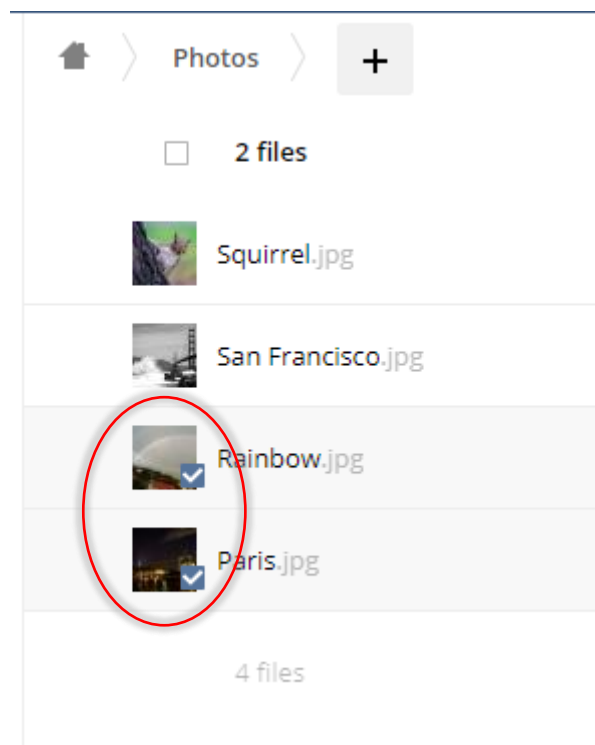 Photos +
2 files
Squirrel.jpg
San Francisco.jpg
Rainbow.jpg
Paris.jpg
4 files